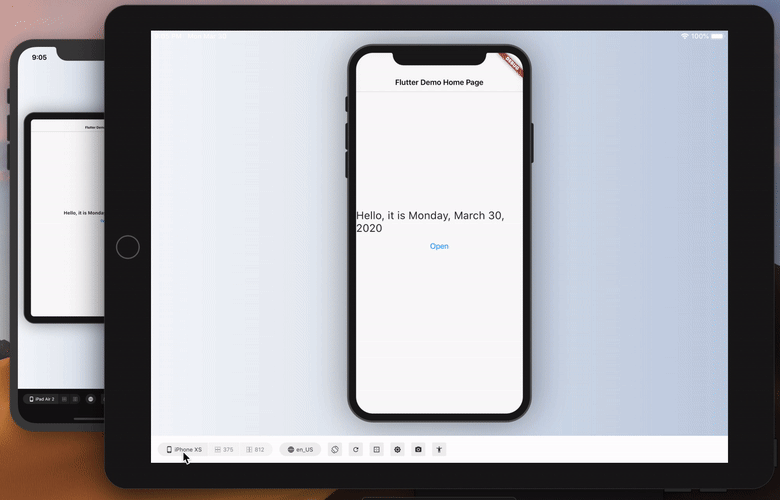 9:05
Flutter Dem
Hello, it is Monda
iPad Air 2
100%
DEBUG
Flutter Demo Home Page
Hello, it is Monday, March 30,
2020
Open
iPhone XS
375
812
en_US